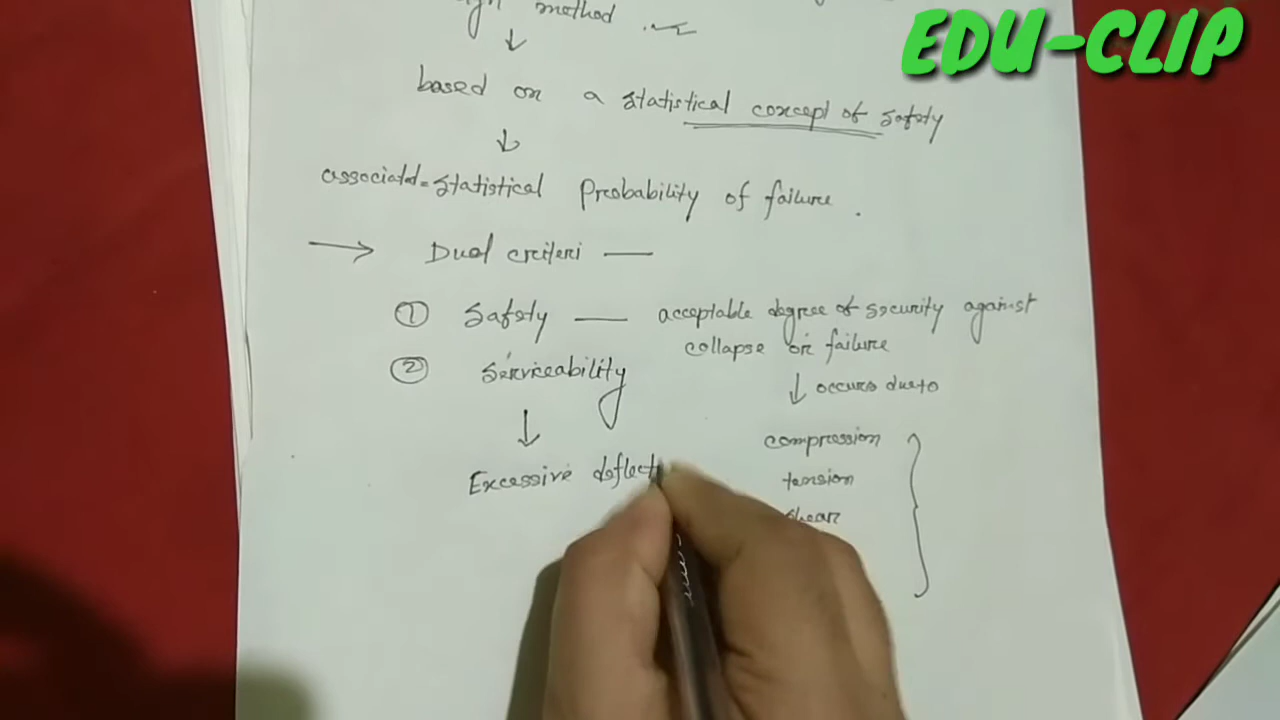 EDU-CLIP
method
based on a statistical concept of safety
associated = statistical Probability of failure .
→ Dual criteri —
① Safety — acceptable degree of security against
collapse or failure
② Serviceability
↓ occurs due to
compression
tension
shear
Excessive deflect